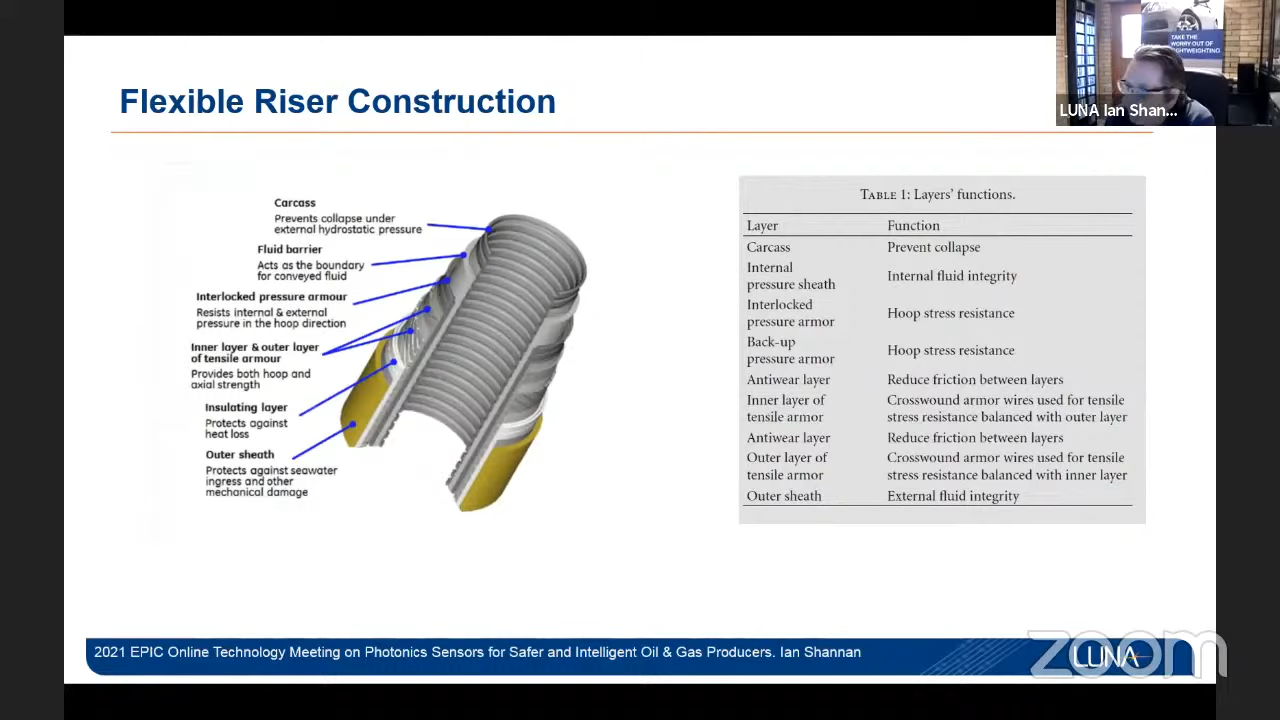 Flexible Riser Construction
TAKE THE
WORRY OUT OF
LIGHTWEIGHTING
LUNA Ian Shan...
Carcass
Prevents collapse under
external hydrostatic pressure
Fluid barrier
Acts as the boundary
for conveyed fluid
Interlocked pressure armour
Resists internal & external
pressure in the hoop direction
Inner layer & outer layer
of tensile armour
Provides both hoop and
axial strength
Insulating layer
Protects against
heat loss
Outer sheath
Protects against seawater
ingress and other
mechanical damage
TABLE 1: Layers' functions.
Layer Function
Carcass Prevent collapse
Internal
pressure sheath Internal fluid integrity
Interlocked
pressure armor Hoop stress resistance
Back-up
pressure armor Hoop stress resistance
Antiwear layer Reduce friction between layers
Inner layer of Crosswound armor wires used for tensile
tensile armor stress resistance balanced with outer layer
Antiwear layer Reduce friction between layers
Outer layer of Crosswound armor wires used for tensile
tensile armor stress resistance balanced with inner layer
Outer sheath External fluid integrity
2021 EPIC Online Technology Meeting on Photonics Sensors for Safer and Intelligent Oil & Gas Producers. Ian Shannan
LUNA
zoom